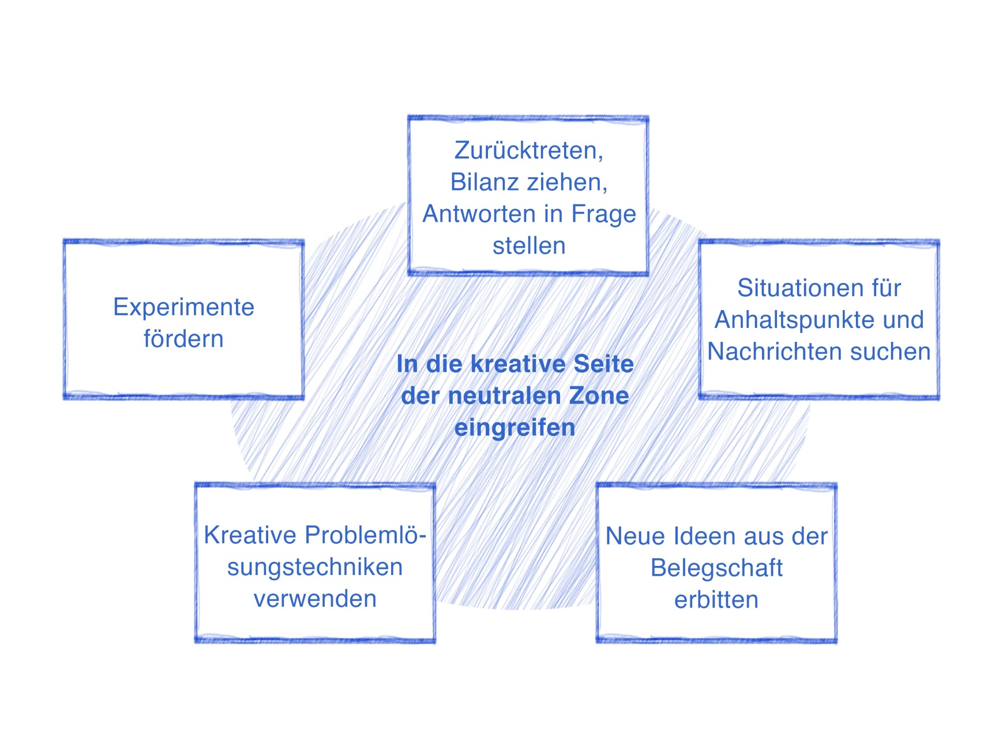 Zurücktreten,
Bilanz ziehen,
Antworten in Frage
stellen
Experimente
fördern
Situationen für
Anhaltspunkte und
Nachrichten suchen
In die kreative Seite
der neutralen Zone
eingreifen
Kreative Problemlö-
sungstechniken
verwenden
Neue Ideen aus der
Belegschaft
erbitten